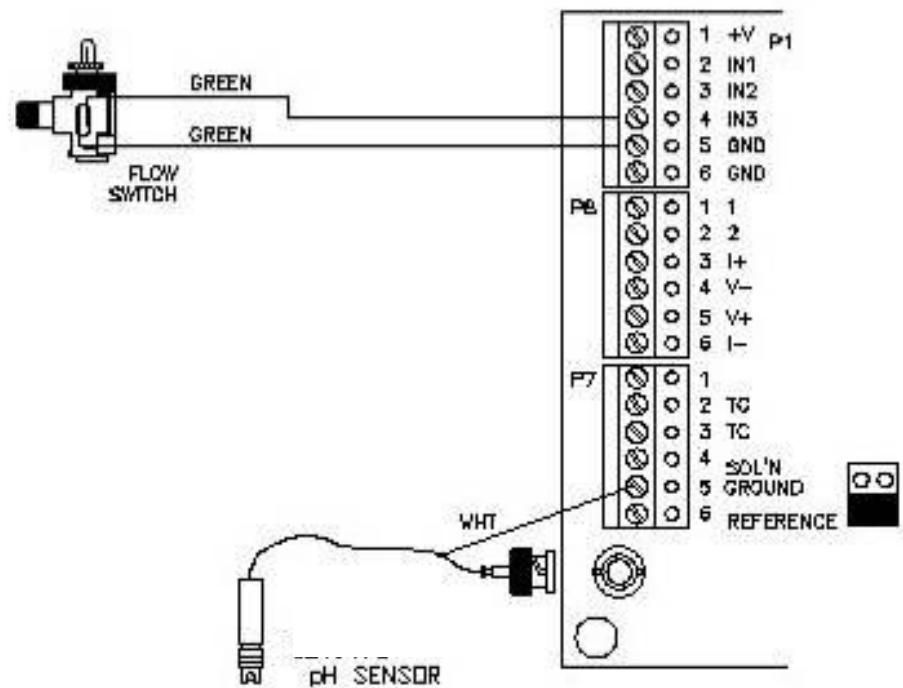 GREEN
GREEN
FLOW
SWITCH
1 +V P1
2 IN1
3 IN2
4 IN3
5 GND
6 GND
P6
1 1
2 2
3 I+
4 V-
5 V+
6 I-
P7
1
2 TC
3 TC
4
SOL'N
5 GROUND
6 REFERENCE
WHT
pH SENSOR